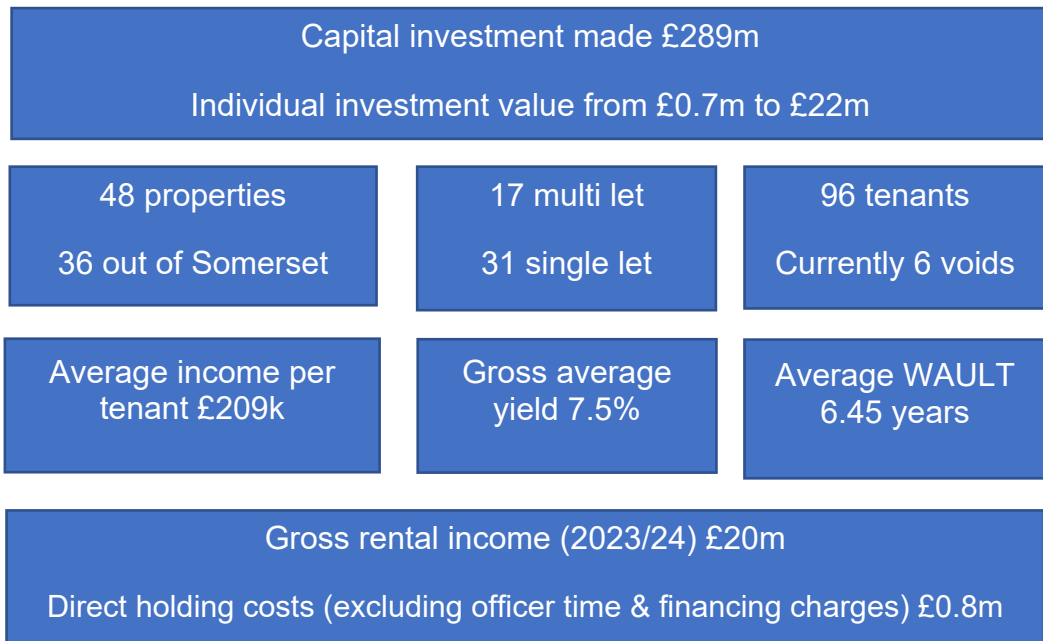 Capital investment made £289m
Individual investment value from £0.7m to £22m
48 properties
36 out of Somerset
17 multi let
31 single let
96 tenants
Currently 6 voids
Average income per
tenant £209k
Gross average
yield 7.5%
Average WAULT
6.45 years
Gross rental income (2023/24) £20m
Direct holding costs (excluding officer time & financing charges) £0.8m